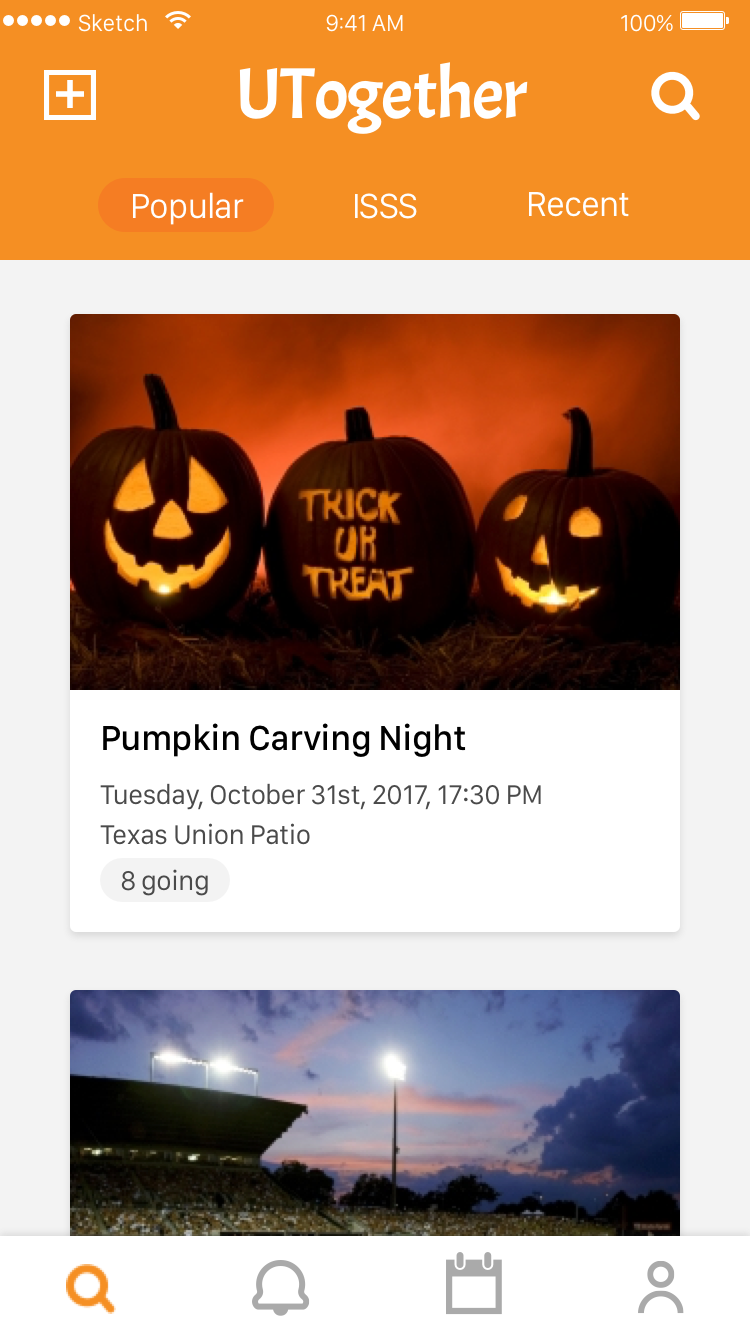 Sketch 9:41 AM 100%
UTogether
Popular ISSS Recent
TRICK
OR
TREAT
Pumpkin Carving Night
Tuesday, October 31st, 2017, 17:30 PM
Texas Union Patio
8 going